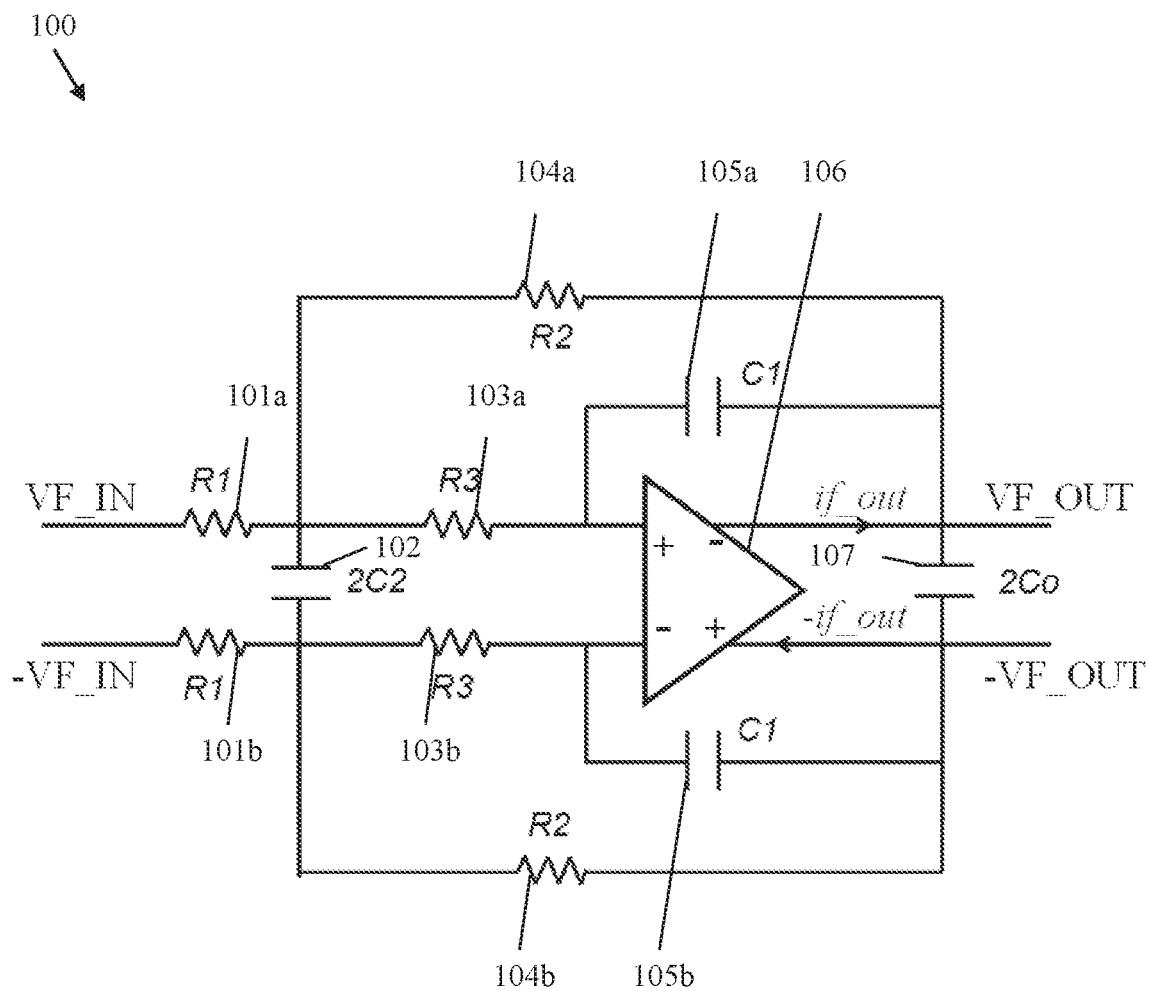 100
104a
105a
106
R2
C1
101a
103a
R1
R3
VF_IN
if_out
VF_OUT
+
-
102
107
2C2
2Co
-
+
-if_out
-VF_IN
R1
R3
-VF_OUT
101b
103b
C1
R2
104b
105b